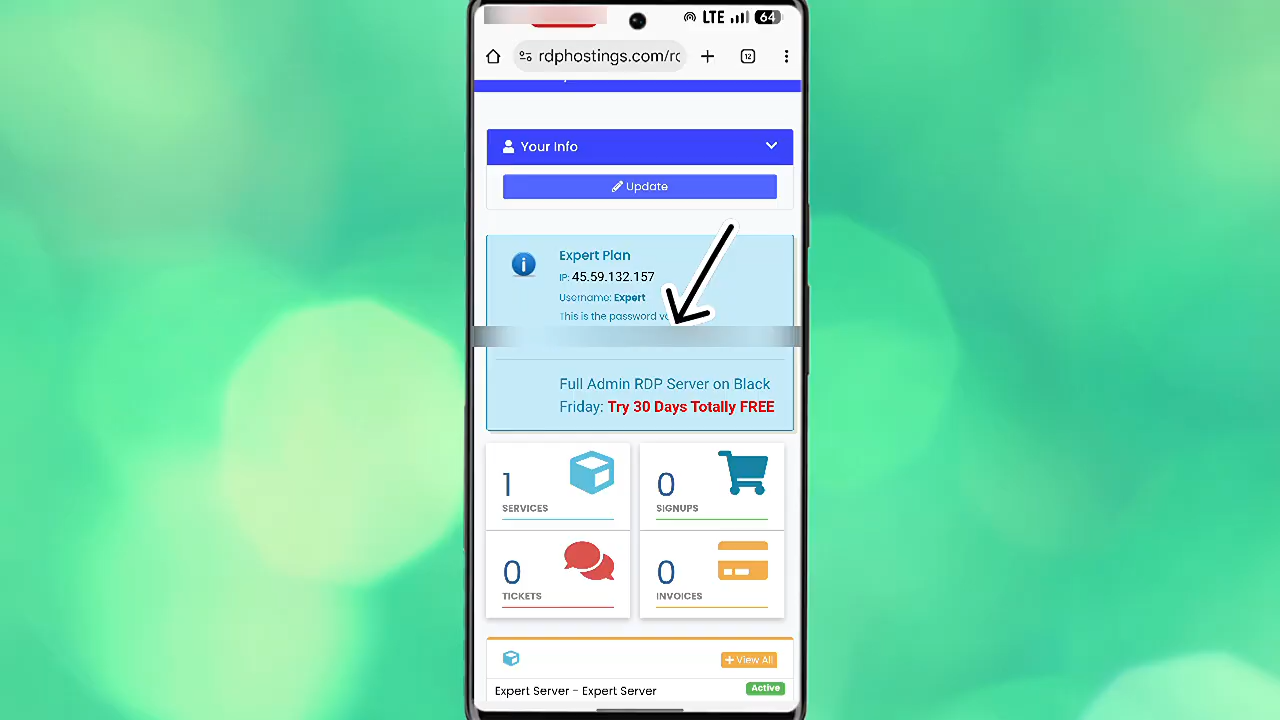 LTE 64
rdphostings.com/r
12
Your Info
Update
Expert Plan
IP: 45.59.132.157
Username: Expert
This is the password
Full Admin RDP Server on Black
Friday: Try 30 Days Totally FREE
1
SERVICES
0
SIGNUPS
0
TICKETS
0
INVOICES
+ View All
Expert Server - Expert Server
Active